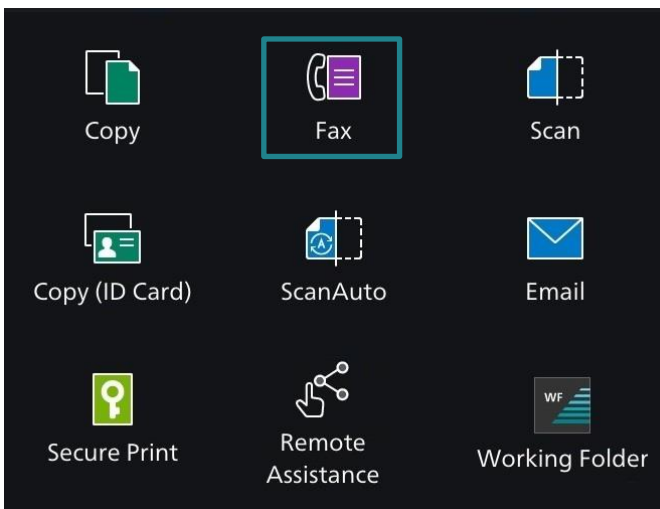 Copy
Fax
Scan
A
Copy (ID Card)
ScanAuto
Email
Secure Print
Remote
Assistance
WF
Working Folder